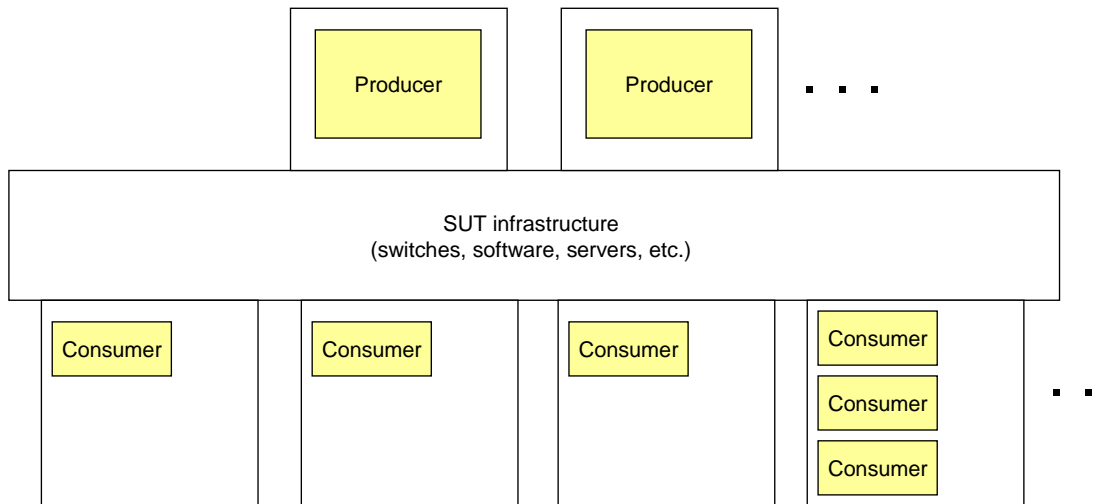 Producer
Producer
. . .
SUT infrastructure
(switches, software, servers, etc.)
Consumer
Consumer
Consumer
Consumer
Consumer
Consumer
. .